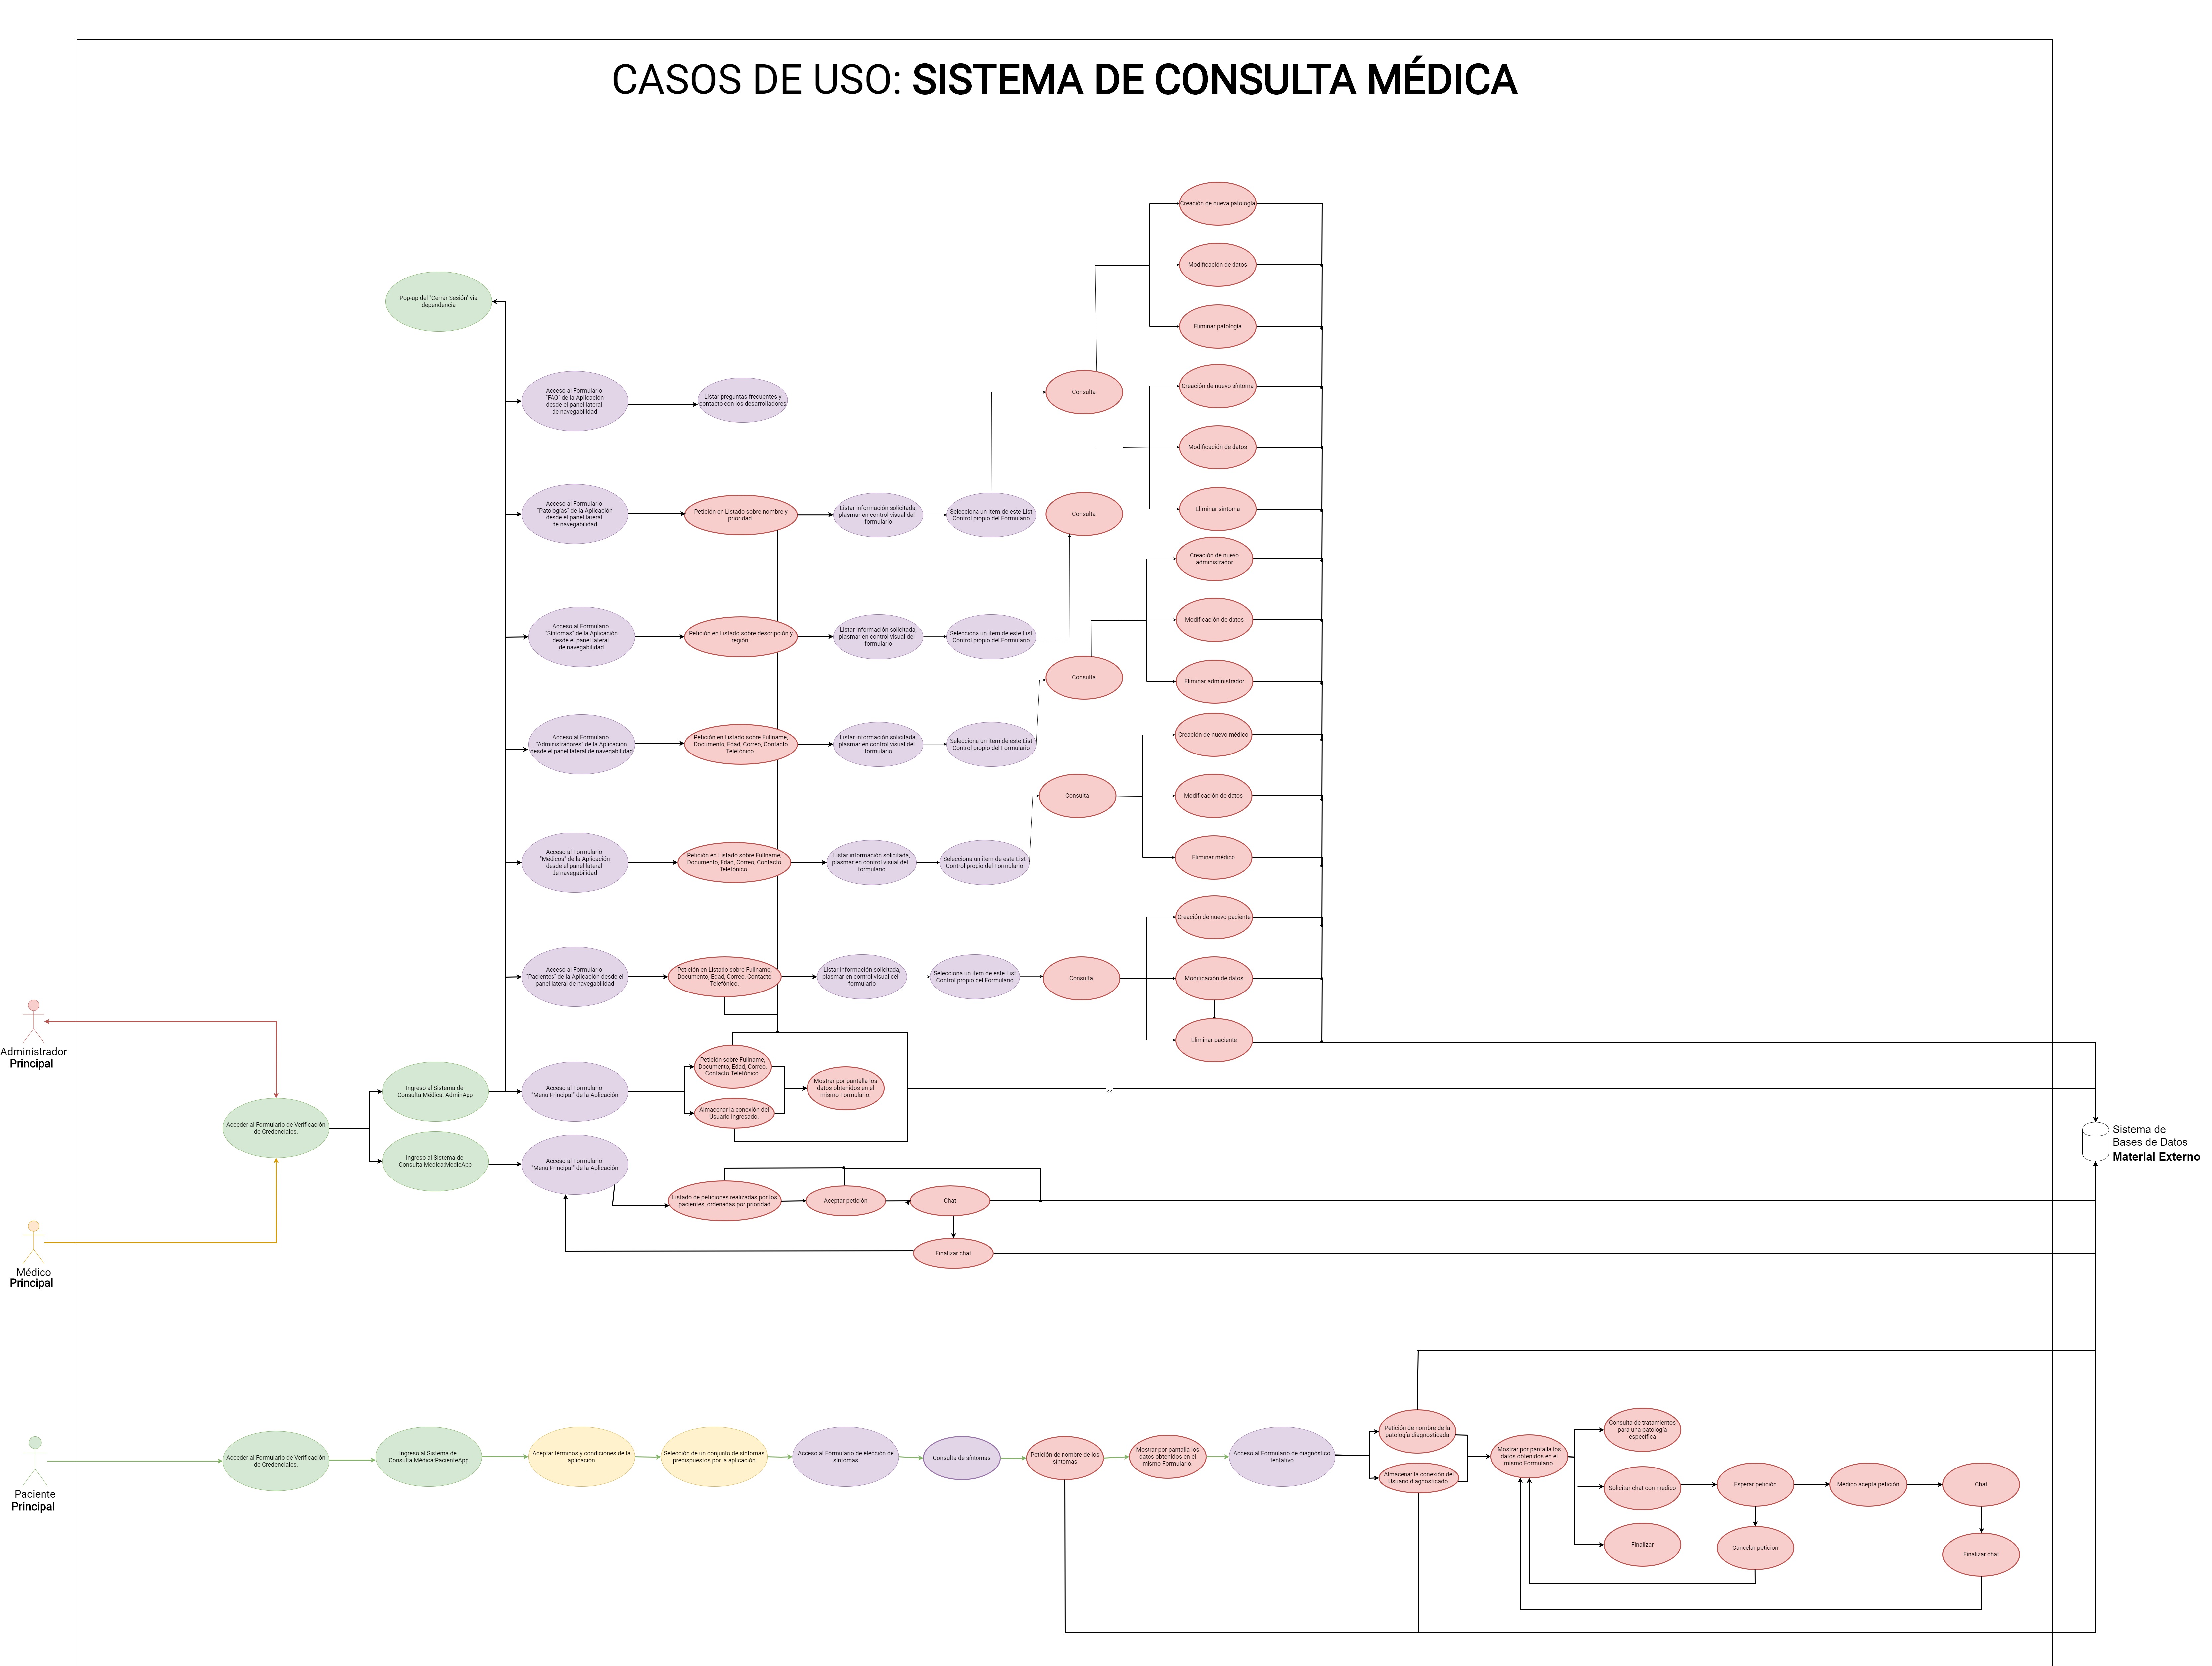 CASOS DE USO: SISTEMA DE CONSULTA MÉDICA
Creación de nueva patología
Modificación de datos
Eliminar patología
Pop-up del "Cerrar Sesión" via
dependencia
Acceso al Formulario
"FAQ" de la Aplicación
desde el panel lateral
de navegabilidad
Listar preguntas frecuentes y
contacto con los desarrolladores
Consulta
Creación de nuevo síntoma
Modificación de datos
Eliminar síntoma
Acceso al Formulario
"Patologías" de la Aplicación
desde el panel lateral
de navegabilidad
Petición en Listado sobre nombre y
prioridad.
Listar información solicitada,
plasmar en control visual del
formulario
Selecciona un item de este List
Control propio del Formulario
Consulta
Creación de nuevo
administrador
Modificación de datos
Eliminar administrador
Acceso al Formulario
"Síntomas" de la Aplicación
desde el panel lateral
de navegabilidad
Petición en Listado sobre descripción y
región.
Listar información solicitada,
plasmar en control visual del
formulario
Selecciona un item de este List
Control propio del Formulario
Consulta
Acceso al Formulario
"Administradores" de la Aplicación
desde el panel lateral de navegabilidad
Petición en Listado sobre Fullname,
Documento, Edad, Correo, Contacto
Telefónico.
Listar información solicitada,
plasmar en control visual del
formulario
Selecciona un item de este List
Control propio del Formulario
Consulta
Creación de nuevo médico
Modificación de datos
Eliminar médico
Acceso al Formulario
"Médicos" de la Aplicación
desde el panel lateral
de navegabilidad
Petición en Listado sobre Fullname,
Documento, Edad, Correo, Contacto
Telefónico.
Listar información solicitada,
plasmar en control visual del
formulario
Selecciona un item de este List
Control propio del Formulario
Creación de nuevo paciente
Modificación de datos
Eliminar paciente
Acceso al Formulario
"Pacientes" de la Aplicación desde el
panel lateral de navegabilidad
Petición en Listado sobre Fullname,
Documento, Edad, Correo, Contacto
Telefónico.
Listar información solicitada,
plasmar en control visual del
formulario
Selecciona un item de este List
Control propio del Formulario
Consulta
Administrador
Principal
Acceder al Formulario de Verificación
de Credenciales.
Ingreso al Sistema de
Consulta Médica: AdminApp
Acceso al Formulario
"Menu Principal" de la Aplicación
Petición sobre Fullname,
Documento, Edad, Correo,
Contacto Telefónico.
Almacenar la conexión del
Usuario ingresado.
Mostrar por pantalla los
datos obtenidos en el
mismo Formulario.
<<
Sistema de
Bases de Datos
Material Externo
Ingreso al Sistema de
Consulta Médica:MedicApp
Acceso al Formulario
"Menu Principal" de la Aplicación
Listado de peticiones realizadas por los
pacientes, ordenadas por prioridad
Aceptar petición
Chat
Finalizar chat
Médico
Principal
Paciente
Principal
Acceder al Formulario de Verificación
de Credenciales.
Ingreso al Sistema de
Consulta Médica:PacienteApp
Aceptar términos y condiciones de la
aplicación
Selección de un conjunto de síntomas
predispuestos por la aplicación
Acceso al Formulario de elección de
síntomas
Consulta de síntomas
Petición de nombre de los
síntomas
Mostrar por pantalla los
datos obtenidos en el
mismo Formulario.
Acceso al Formulario de diagnóstico
tentativo
Petición de nombre de la
patología diagnosticada
Almacenar la conexión del
Usuario diagnosticado.
Mostrar por pantalla los
datos obtenidos en el
mismo Formulario.
Consulta de tratamientos
para una patología
específica
Solicitar chat con medico
Finalizar
Esperar petición
Cancelar peticion
Médico acepta petición
Chat
Finalizar chat